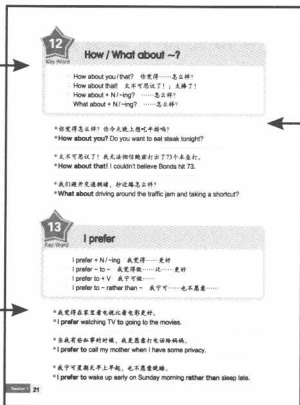 12
Key Word
How / What about ~?
How about you / that? 你觉得……怎么样?
How about that! 太不可思议了!;太棒了!
How about + N / ~ing? ……怎么样?
What about + N / ~ing? ……怎么样?
*你觉得怎么样?你今天晚上想吃牛排吗?
*How about you? Do you want to eat steak tonight?
*太不可思议了!我无法相信邦兹打出了73个本垒打。
*How about that! I couldn't believe Bonds hit 73.
*我们避开交通拥堵,抄近路怎么样?
*What about driving around the traffic jam and taking a shortcut?
13
Key Word
I prefer
I prefer + N / ~ing 我觉得……更好
I prefer ~ to ~ 我觉得做……比……更好
I prefer to + V 我宁可做……
I prefer to ~ rather than ~ 我宁可……也不愿意……
*我觉得在家里看电视比看电影更好。
*I prefer watching TV to going to the movies.
*当我有些私事的时候,我更愿意打电话给妈妈。
*I prefer to call my mother when I have some privacy.
*我宁可星期天早上早起,也不愿意晚睡。
*I prefer to wake up early on Sunday morning rather than sleep late.
21